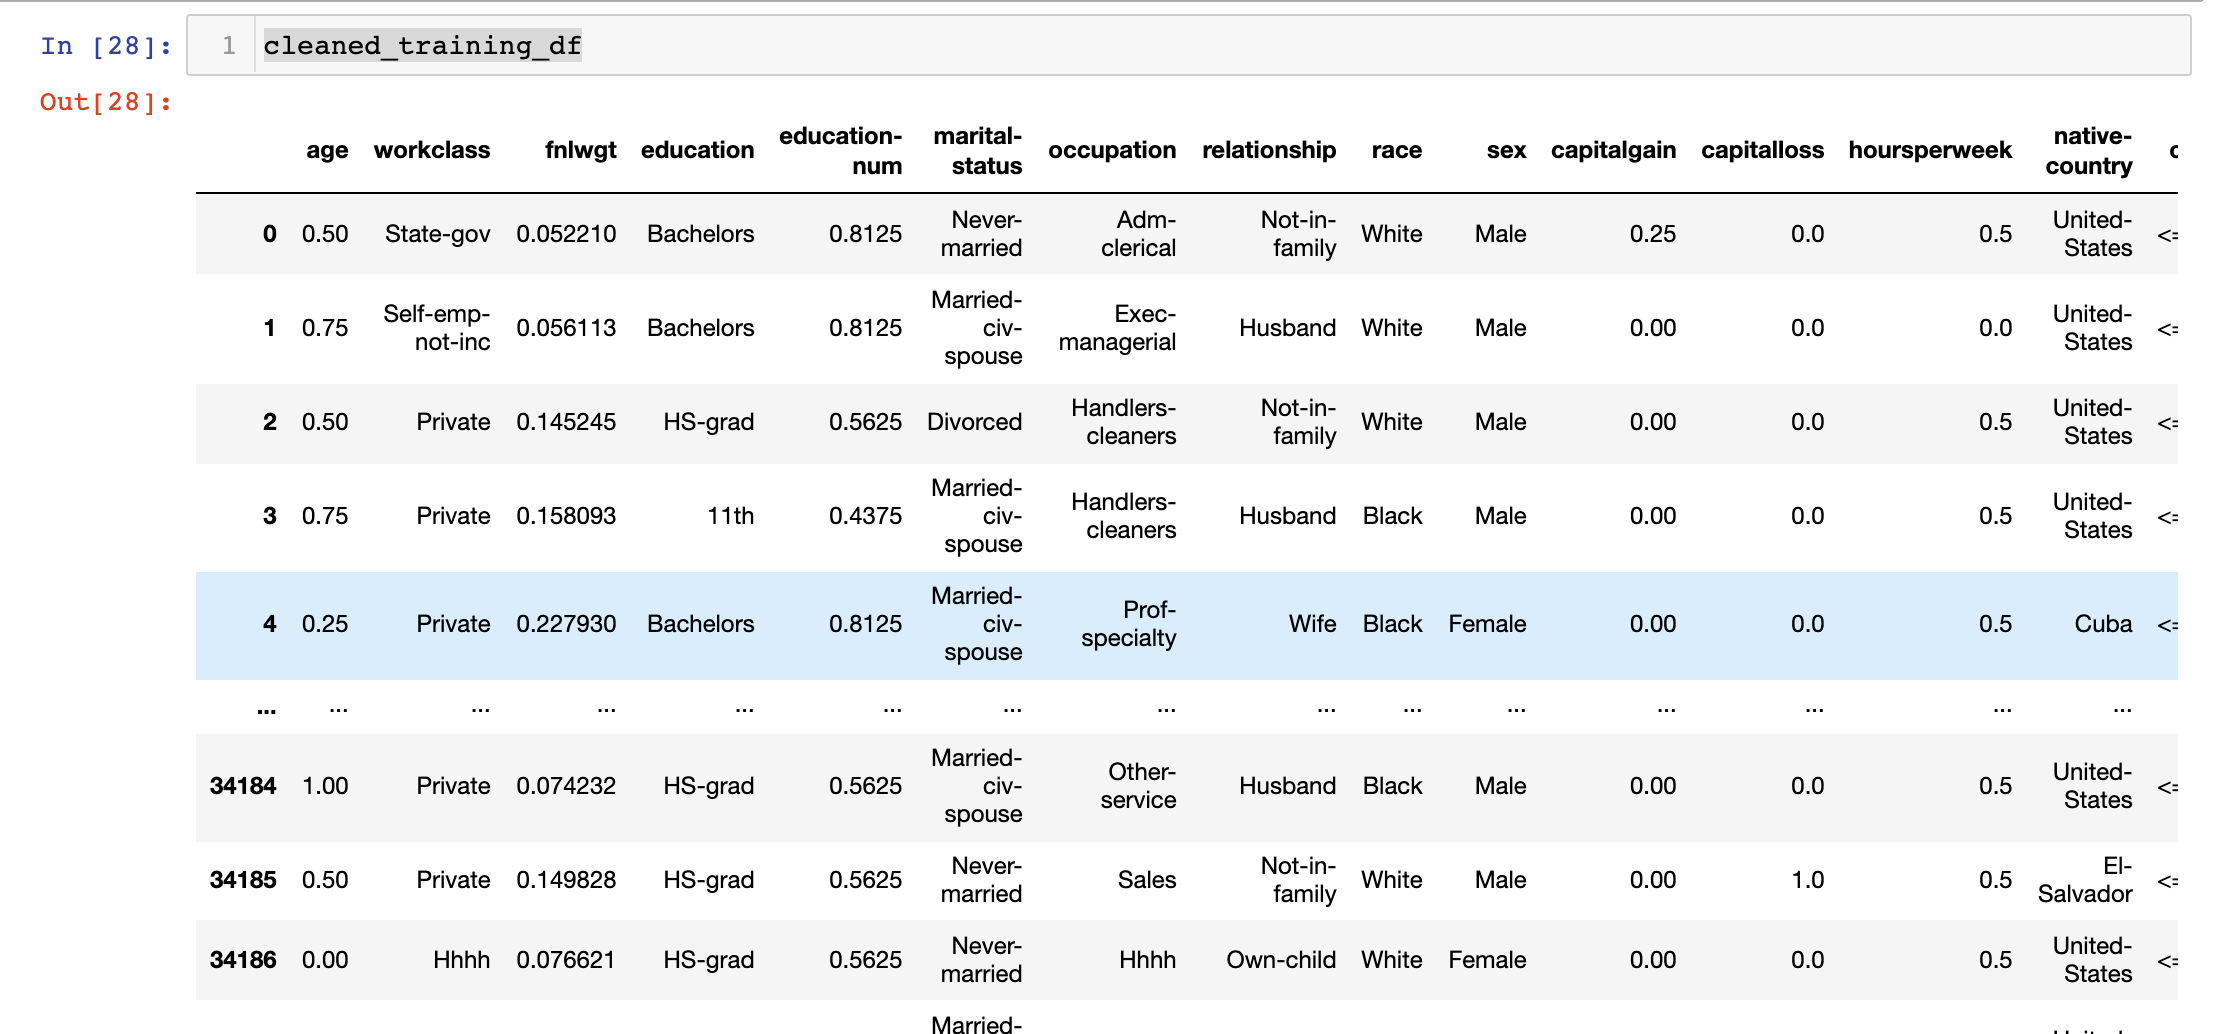 In [28]: 1 cleaned_training_df
Out[28]:
age workclass fnlwgt education education-num marital-status occupation relationship race sex capitalgain capitalloss hoursperweek native-country
0 0.50 State-gov 0.052210 Bachelors 0.8125 Never-married Adm-clerical Not-in-family White Male 0.25 0.0 0.5 United-States <=
1 0.75 Self-emp-not-inc 0.056113 Bachelors 0.8125 Married-civ-spouse Exec-managerial Husband White Male 0.00 0.0 0.0 United-States <=
2 0.50 Private 0.145245 HS-grad 0.5625 Divorced Handlers-cleaners Not-in-family White Male 0.00 0.0 0.5 United-States <=
3 0.75 Private 0.158093 11th 0.4375 Married-civ-spouse Handlers-cleaners Husband Black Male 0.00 0.0 0.5 United-States <=
4 0.25 Private 0.227930 Bachelors 0.8125 Married-civ-spouse Prof-specialty Wife Black Female 0.00 0.0 0.5 Cuba <=
... ... ... ... ... ... ... ... ... ... ... ... ... ... ...
34184 1.00 Private 0.074232 HS-grad 0.5625 Married-civ-spouse Other-service Husband Black Male 0.00 0.0 0.5 United-States <=
34185 0.50 Private 0.149828 HS-grad 0.5625 Never-married Sales Not-in-family White Male 0.00 1.0 0.5 El-Salvador <=
34186 0.00 Hhhh 0.076621 HS-grad 0.5625 Never-married Hhhh Own-child White Female 0.00 0.0 0.5 United-States <=
Married-